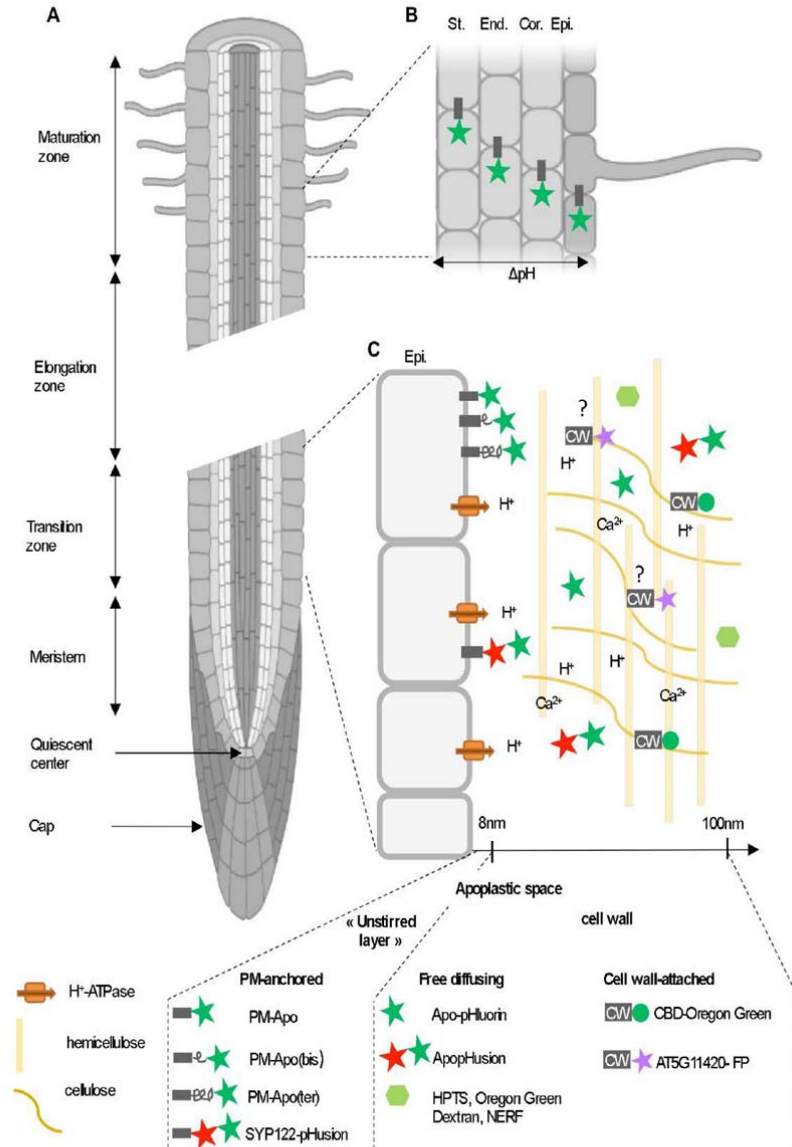 A
Maturation
zone
Elongation
zone
Transition
zone
Meristem
Quiescent
center
Cap
B
St. End. Cor. Epi.
ΔpH
C
Epi.
?
CW
H⁺
CW
H⁺
Ca²⁺
H⁺
?
CW
H⁺
H⁺
H⁺
Ca²⁺
Ca²⁺
H⁺
CW
8nm
100nm
Apoplastic space
« Unstirred
layer »
cell wall
H⁺-ATPase
hemicellulose
cellulose
PM-anchored
PM-Apo
PM-Apo(bis)
PM-Apo(ter)
SYP122-pHusion
Free diffusing
Apo-pHluorin
ApopHusion
HPTS, Oregon Green
Dextran, NERF
Cell wall-attached
CW CBD-Oregon Green
CW AT5G11420- FP